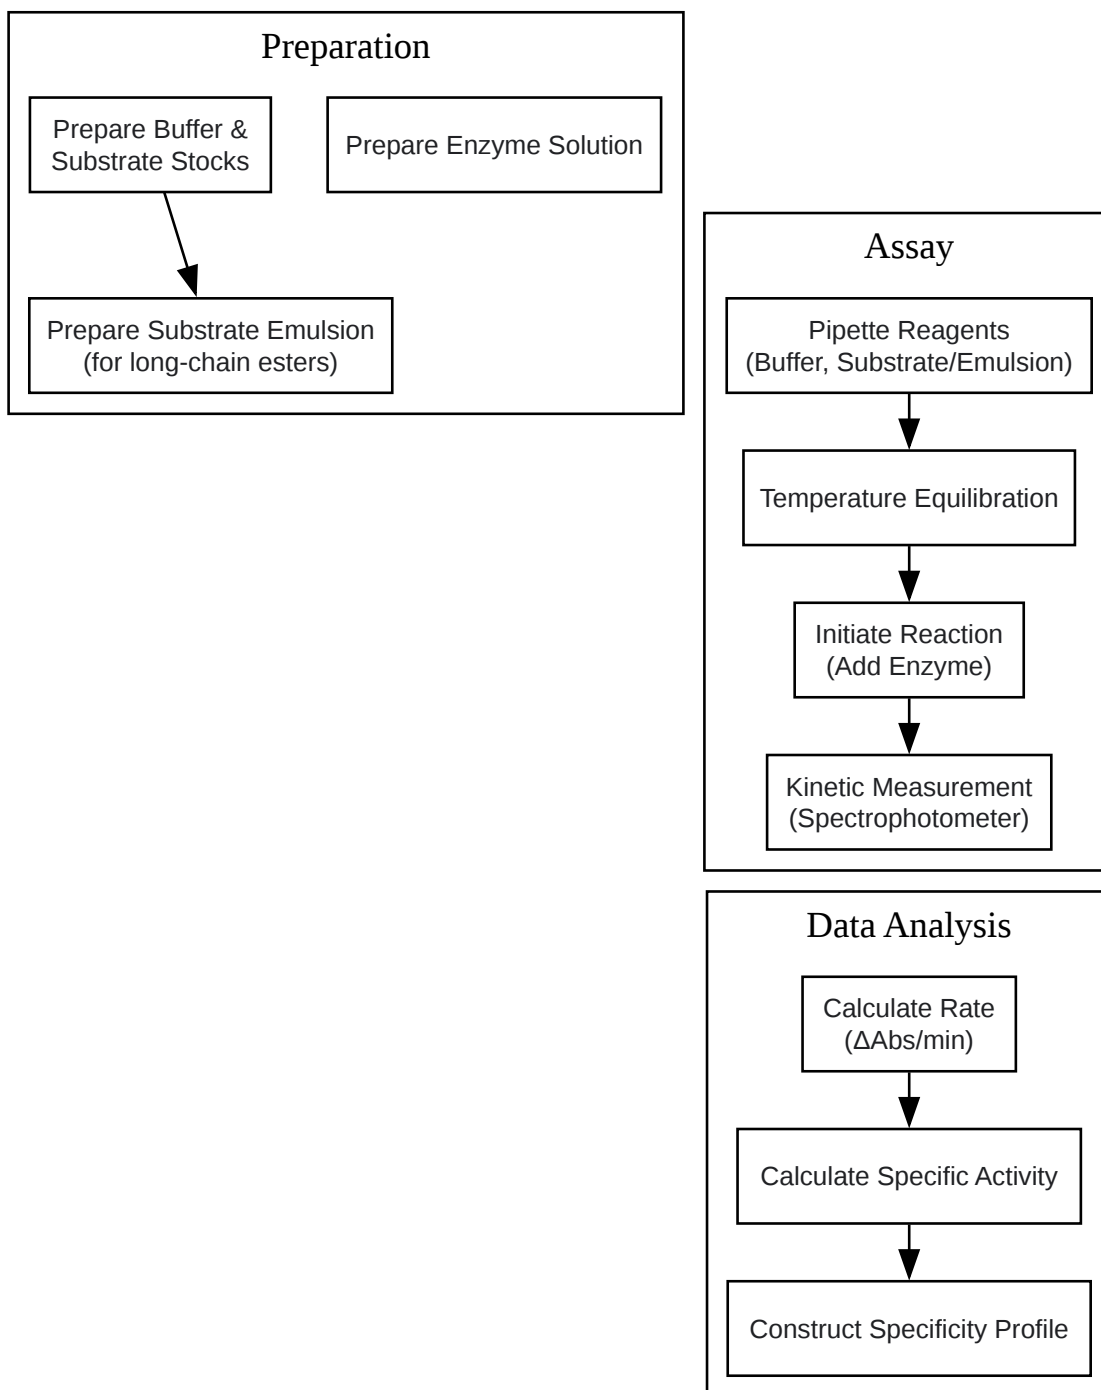 Preparation
Prepare Buffer &
Substrate Stocks
Prepare Enzyme Solution
Prepare Substrate Emulsion
(for long-chain esters)
Assay
Pipette Reagents
(Buffer, Substrate/Emulsion)
Temperature Equilibration
Initiate Reaction
(Add Enzyme)
Kinetic Measurement
(Spectrophotometer)
Data Analysis
Calculate Rate
(ΔAbs/min)
Calculate Specific Activity
Construct Specificity Profile